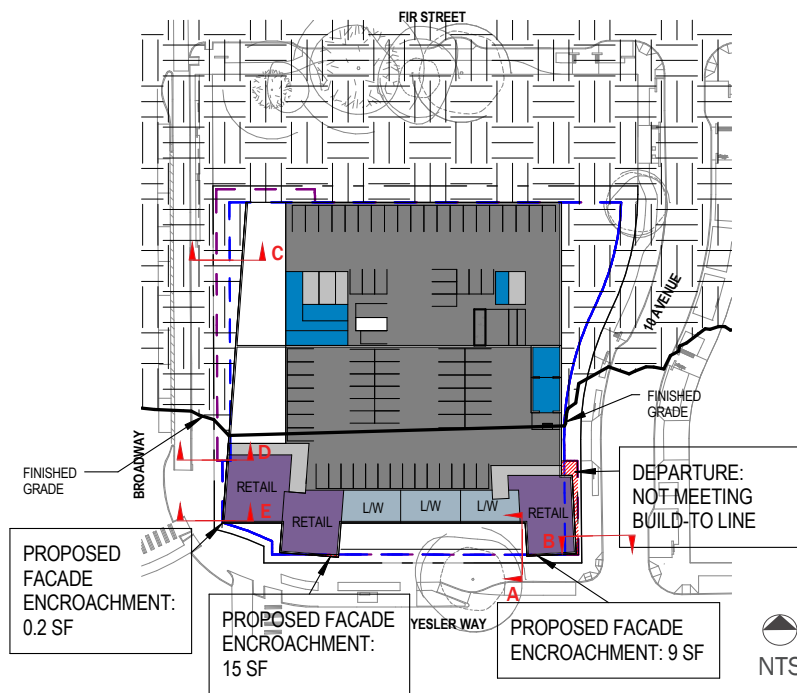 FIR STREET
C
10 AVENUE
FINISHED
GRADE
BROADWAY
FINISHED
GRADE
D
DEPARTURE:
NOT MEETING
BUILD-TO LINE
RETAIL
E
RETAIL
L/W
L/W
L/W
RETAIL
B
PROPOSED
FACADE
ENCROACHMENT:
0.2 SF
A
PROPOSED FACADE
ENCROACHMENT:
15 SF
YESLER WAY
PROPOSED FACADE
ENCROACHMENT: 9 SF
NTS